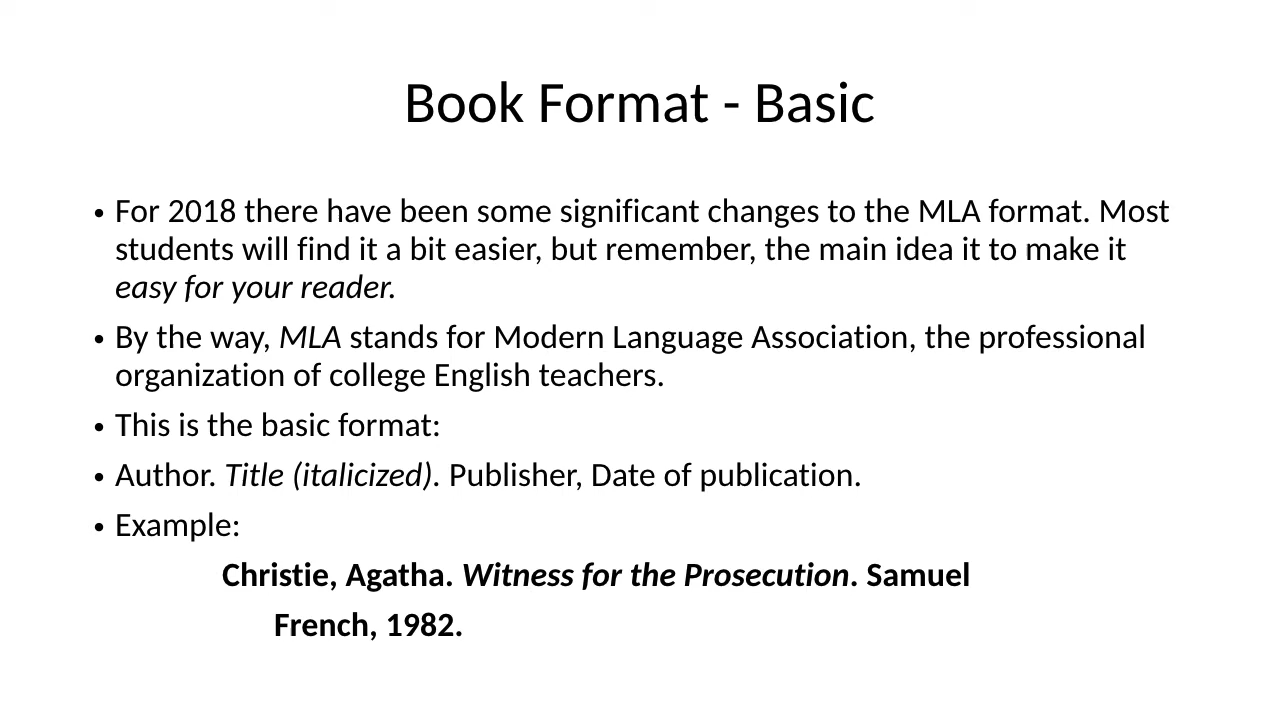 Book Format - Basic
• For 2018 there have been some significant changes to the MLA format. Most
students will find it a bit easier, but remember, the main idea it to make it
easy for your reader.
• By the way, MLA stands for Modern Language Association, the professional
organization of college English teachers.
• This is the basic format:
• Author. Title (italicized). Publisher, Date of publication.
• Example:
Christie, Agatha. Witness for the Prosecution. Samuel
French, 1982.